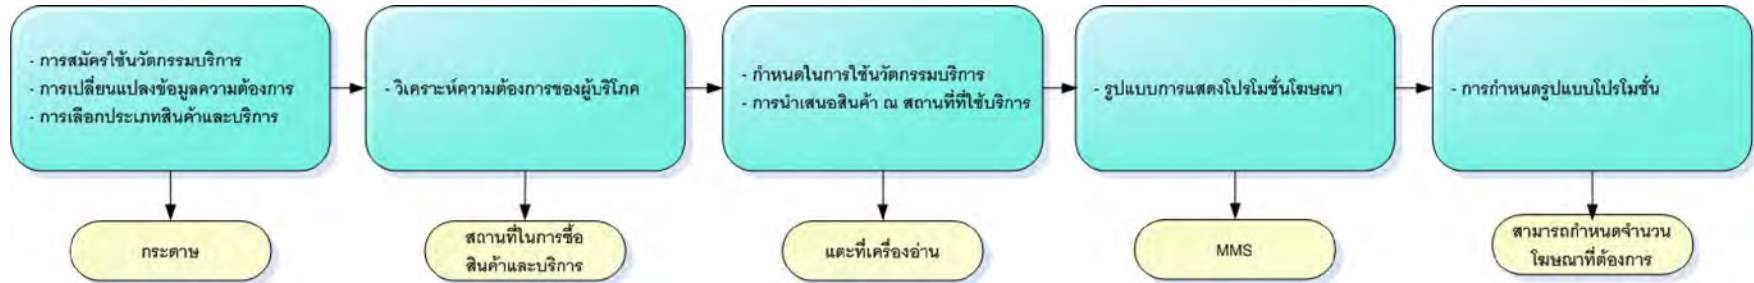 - การสมัครใช้นวัตกรรมบริการ
- การเปลี่ยนแปลงข้อมูลความต้องการ
- การเลือกประเภทสินค้าและบริการ
- วิเคราะห์ความต้องการของผู้บริโภค
- กำหนดในการใช้นวัตกรรมบริการ
- การนำเสนอสินค้า ณ สถานที่ที่ใช้บริการ
- รูปแบบการแสดงโปรโมชั่นโฆษณา
- การกำหนดรูปแบบโปรโมชั่น
กระดาษ
สถานที่ในการซื้อ
สินค้าและบริการ
แตะที่เครื่องอ่าน
MMS
สามารถกำหนดจำนวน
โฆษณาที่ต้องการ